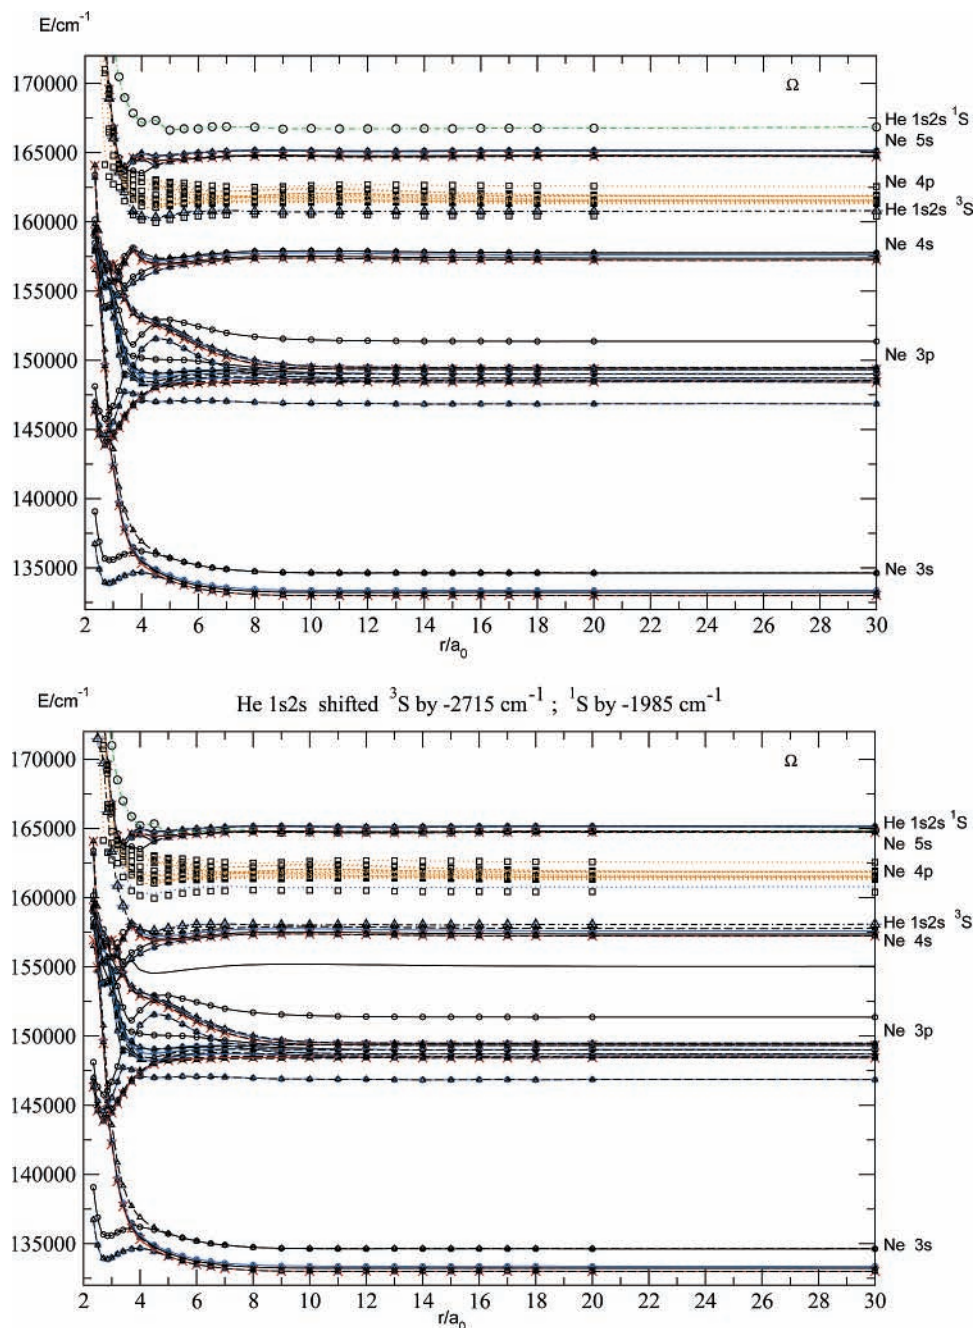 E/cm⁻¹
170000
Ω
He 1s2s ¹S
165000
Ne 5s
Ne 4p
160000
He 1s2s ³S
Ne 4s
155000
150000
Ne 3p
145000
140000
135000
Ne 3s
2 4 6 8 10 12 14 16 18 20 22 24 26 28 30
r/a₀
E/cm⁻¹
He 1s2s shifted ³S by -2715 cm⁻¹ ; ¹S by -1985 cm⁻¹
170000
Ω
165000
He 1s2s ¹S
Ne 5s
Ne 4p
160000
He 1s2s ³S
Ne 4s
155000
150000
Ne 3p
145000
140000
135000
Ne 3s
2 4 6 8 10 12 14 16 18 20 22 24 26 28 30
r/a₀